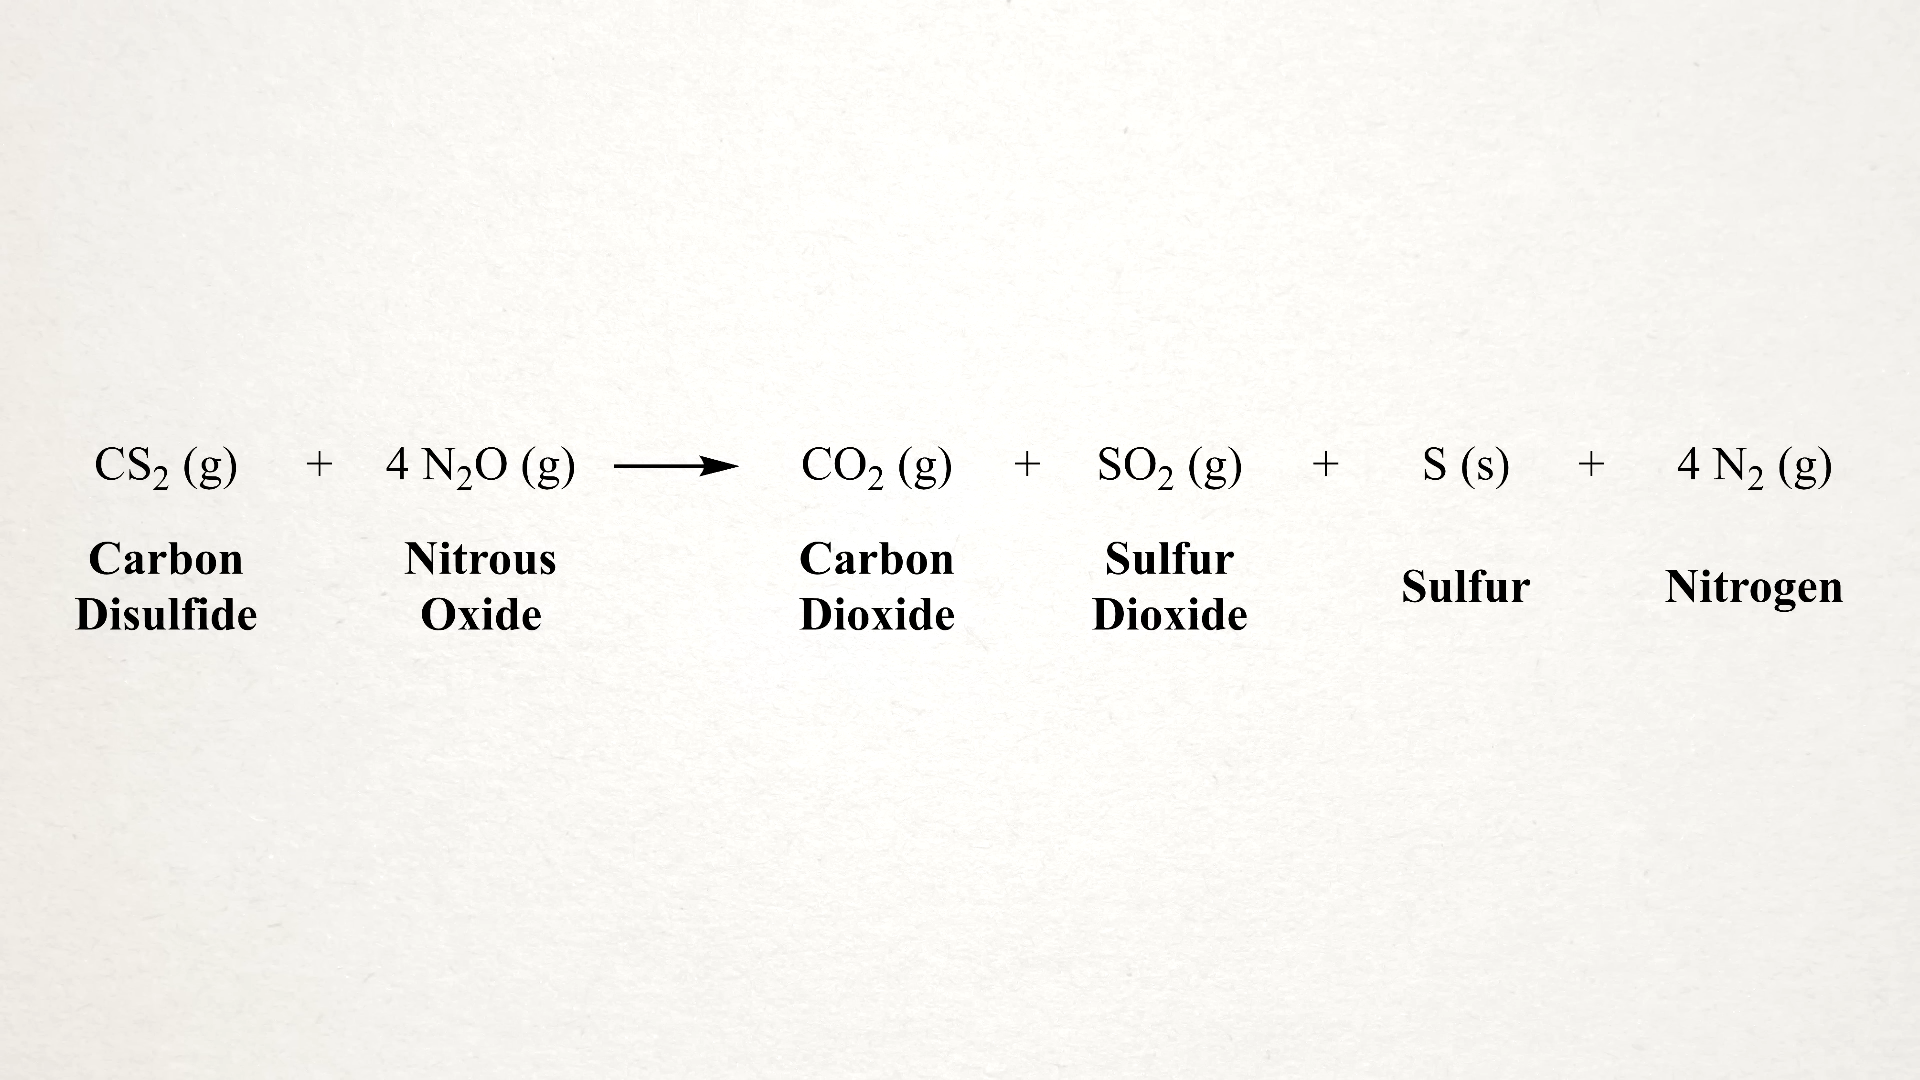 CS₂ (g) + 4 N₂O (g) ⟶ CO₂ (g) + SO₂ (g) + S (s) + 4 N₂ (g)
Carbon Disulfide
Nitrous Oxide
Carbon Dioxide
Sulfur Dioxide
Sulfur
Nitrogen